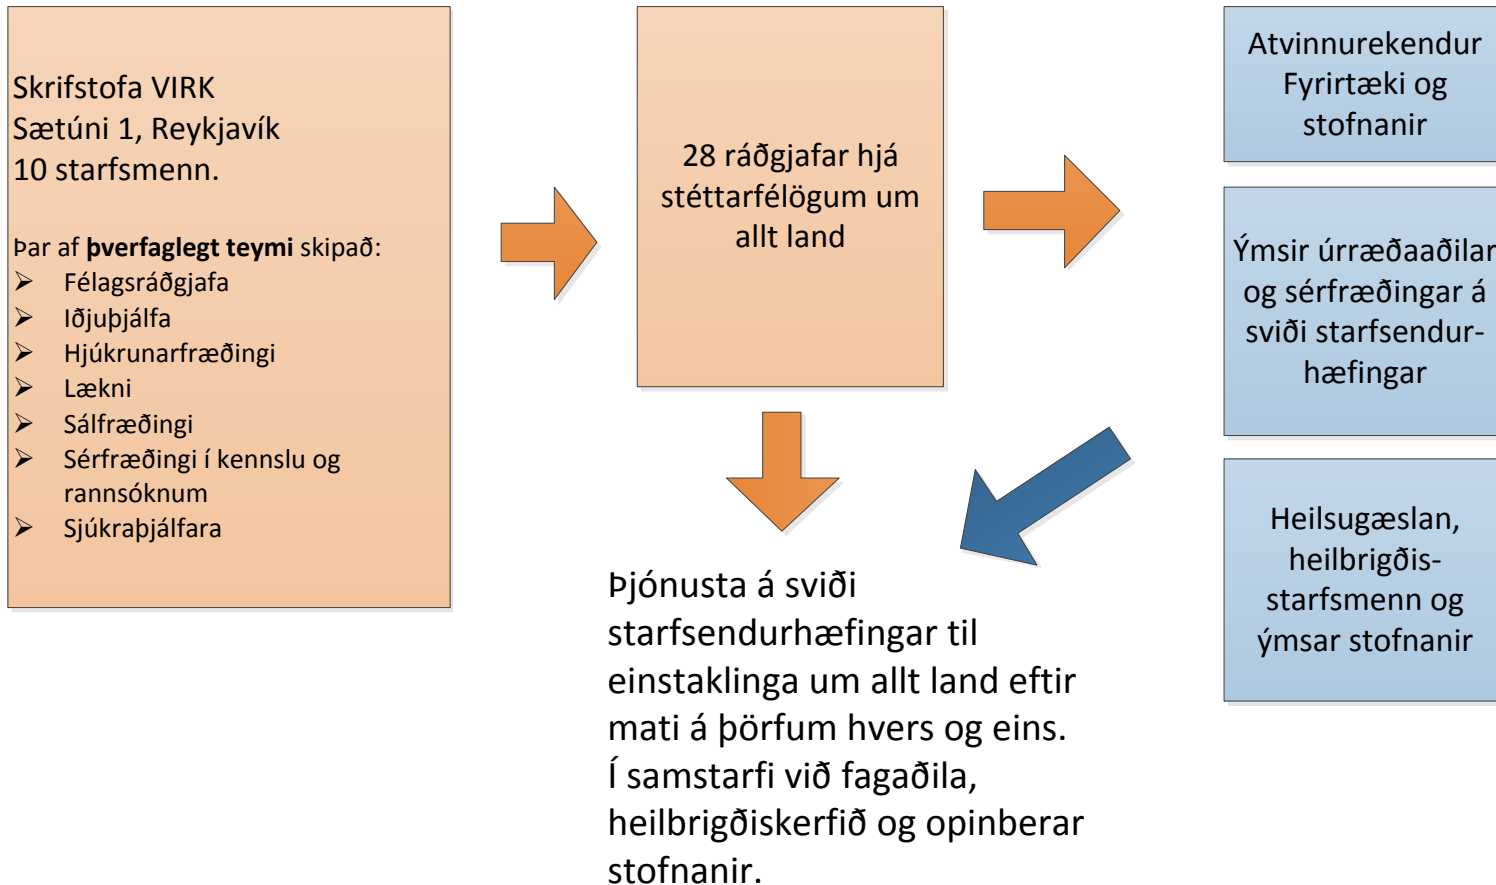 Skrifstofa VIRK
Sætúni 1, Reykjavík
10 starfsmenn.
Þar af þverfaglegt teymi skipað:
➢ Félagsráðgjafa
➢ Iðjuþjálfa
➢ Hjúkrunarfræðingi
➢ Lækni
➢ Sálfræðingi
➢ Sérfræðingi í kennslu og
rannsóknum
➢ Sjúkraþjálfara
28 ráðgjafar hjá
stéttarfélögum um
allt land
Atvinnurekendur
Fyrirtæki og
stofnanir
Ýmsir úrræðaaðilar
og sérfræðingar á
sviði starfsendur-
hæfingar
Heilsugæslan,
heilbrigðis-
starfsmenn og
ýmsar stofnanir
Þjónusta á sviði
starfsendurhæfingar til
einstaklinga um allt land eftir
mati á þörfum hvers og eins.
Í samstarfi við fagaðila,
heilbrigðiskerfið og opinberar
stofnanir.